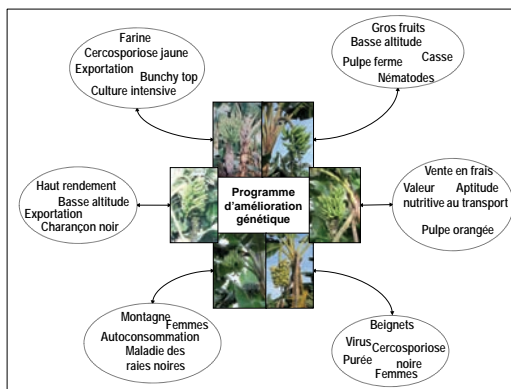 Farine
Cercosporiose jaune
Exportation
Bunchy top
Culture intensive
Gros fruits
Basse altitude
Casse
Pulpe ferme
Nématodes
Haut rendement
Basse altitude
Exportation
Charançon noir
Programme
d'amélioration
génétique
Vente en frais
Valeur Aptitude
nutritive au transport
Pulpe orangée
Montagne
Femmes
Autoconsommation
Maladie des
raies noires
Beignets
Virus
Cercosporiose
Purée noire
Femmes